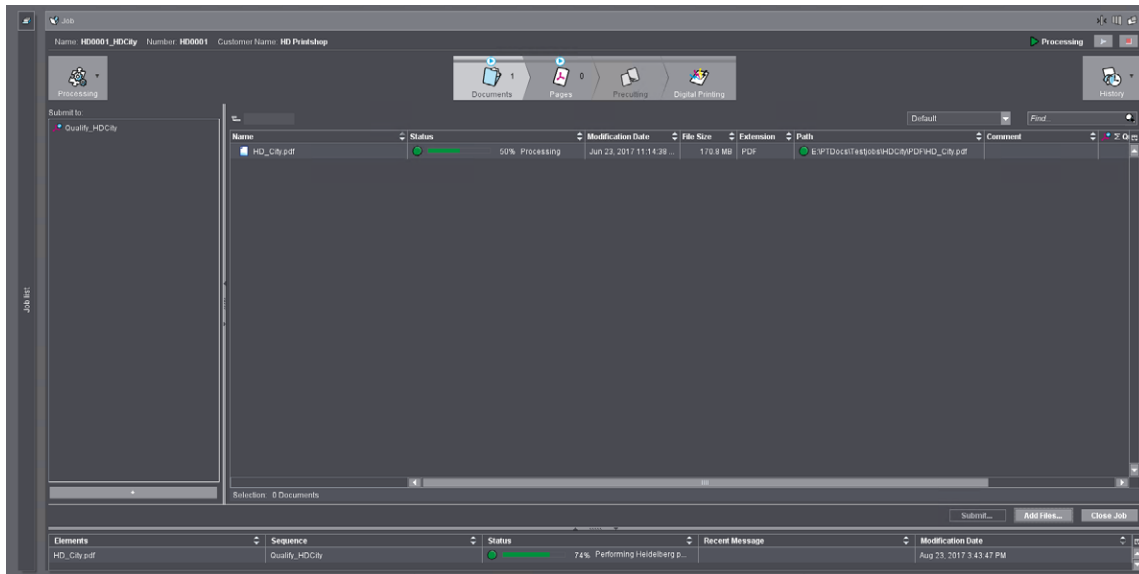 Job
Name: HD0001_HDCity Number: HD0001 Customer Name: HD Printshop Processing
Processing
Documents 1
Pages 0
Precutting
Digital Printing
History
Submit to:
Qualify_HDCity
Default Find...
Name Status Modification Date File Size Extension Path Comment
HD_City.pdf 50% Processing Jun 23, 2017 11:14:38 ... 170.8 MB PDF E:\PTDocs\Testjobs\HDCity\PDF\HD_City.pdf
Job list
Selection: 0 Documents
Submit... Add Files... Close Job
Elements Sequence Status Recent Message Modification Date
HD_City.pdf Qualify_HDCity 74% Performing Heidelberg p... Aug 23, 2017 3:43:47 PM